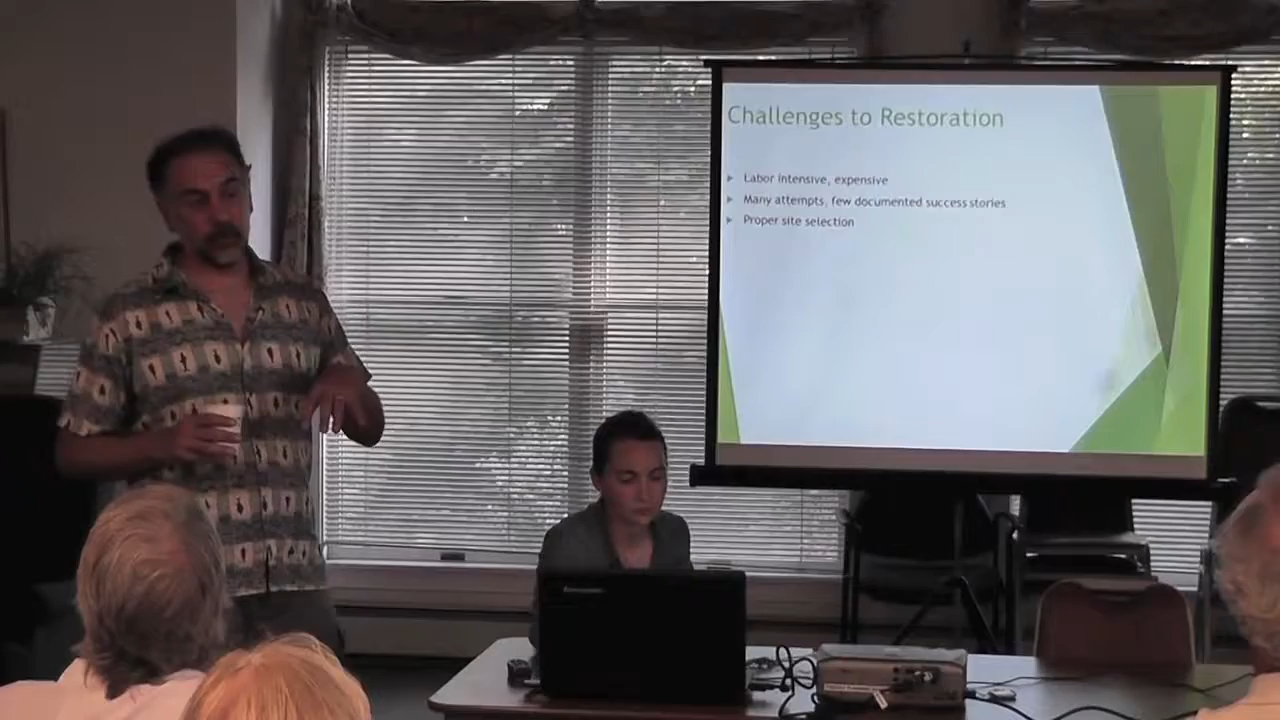 Challenges to Restoration
Labor intensive, expensive
Many attempts, few documented success stories
Proper site selection